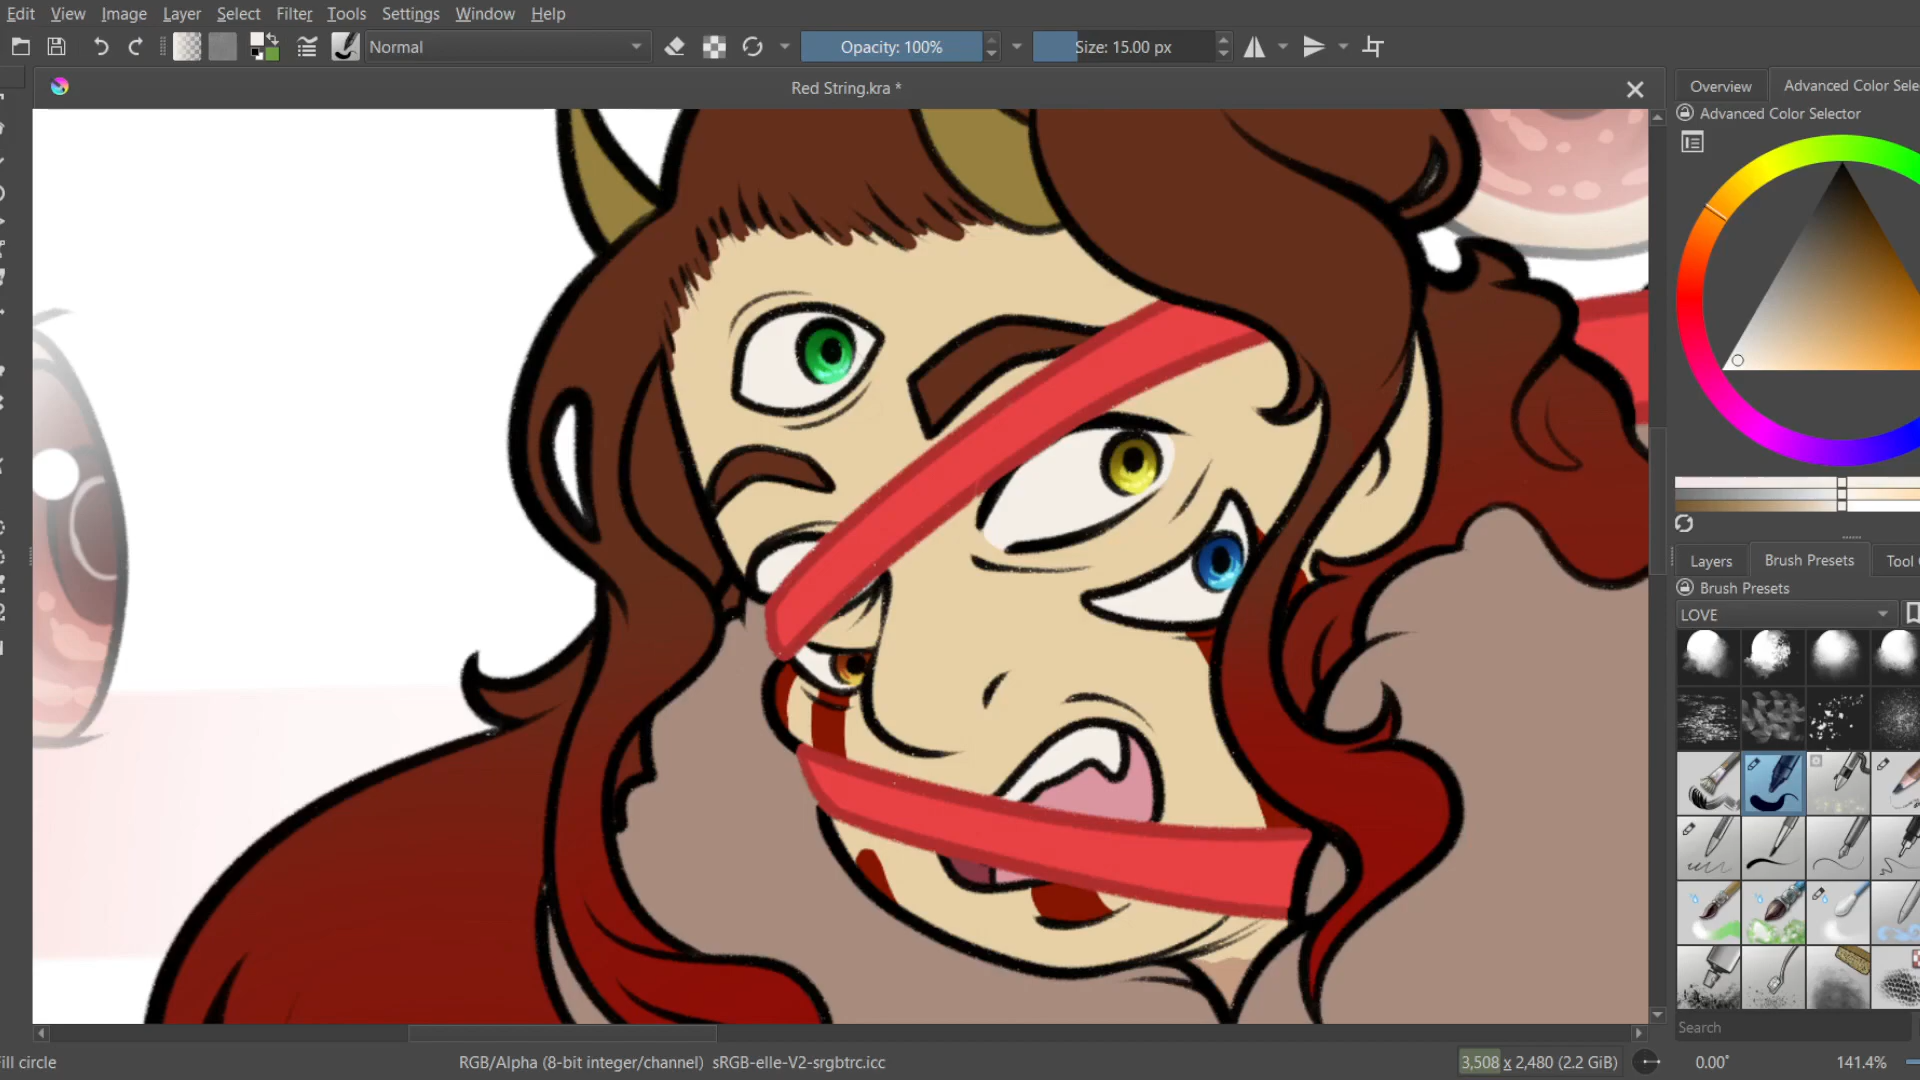 Edit View Image Layer Select Filter Tools Settings Window Help
Normal Opacity: 100% Size: 15.00 px
Red String.kra *
Overview Advanced Color Sele
Advanced Color Selector
Layers Brush Presets Tool
Brush Presets
LOVE
Search
ill circle RGB/Alpha (8-bit integer/channel) sRGB-elle-V2-srgbtrc.icc 3,508 x 2,480 (2.2 GiB) 0.00° 141.4%